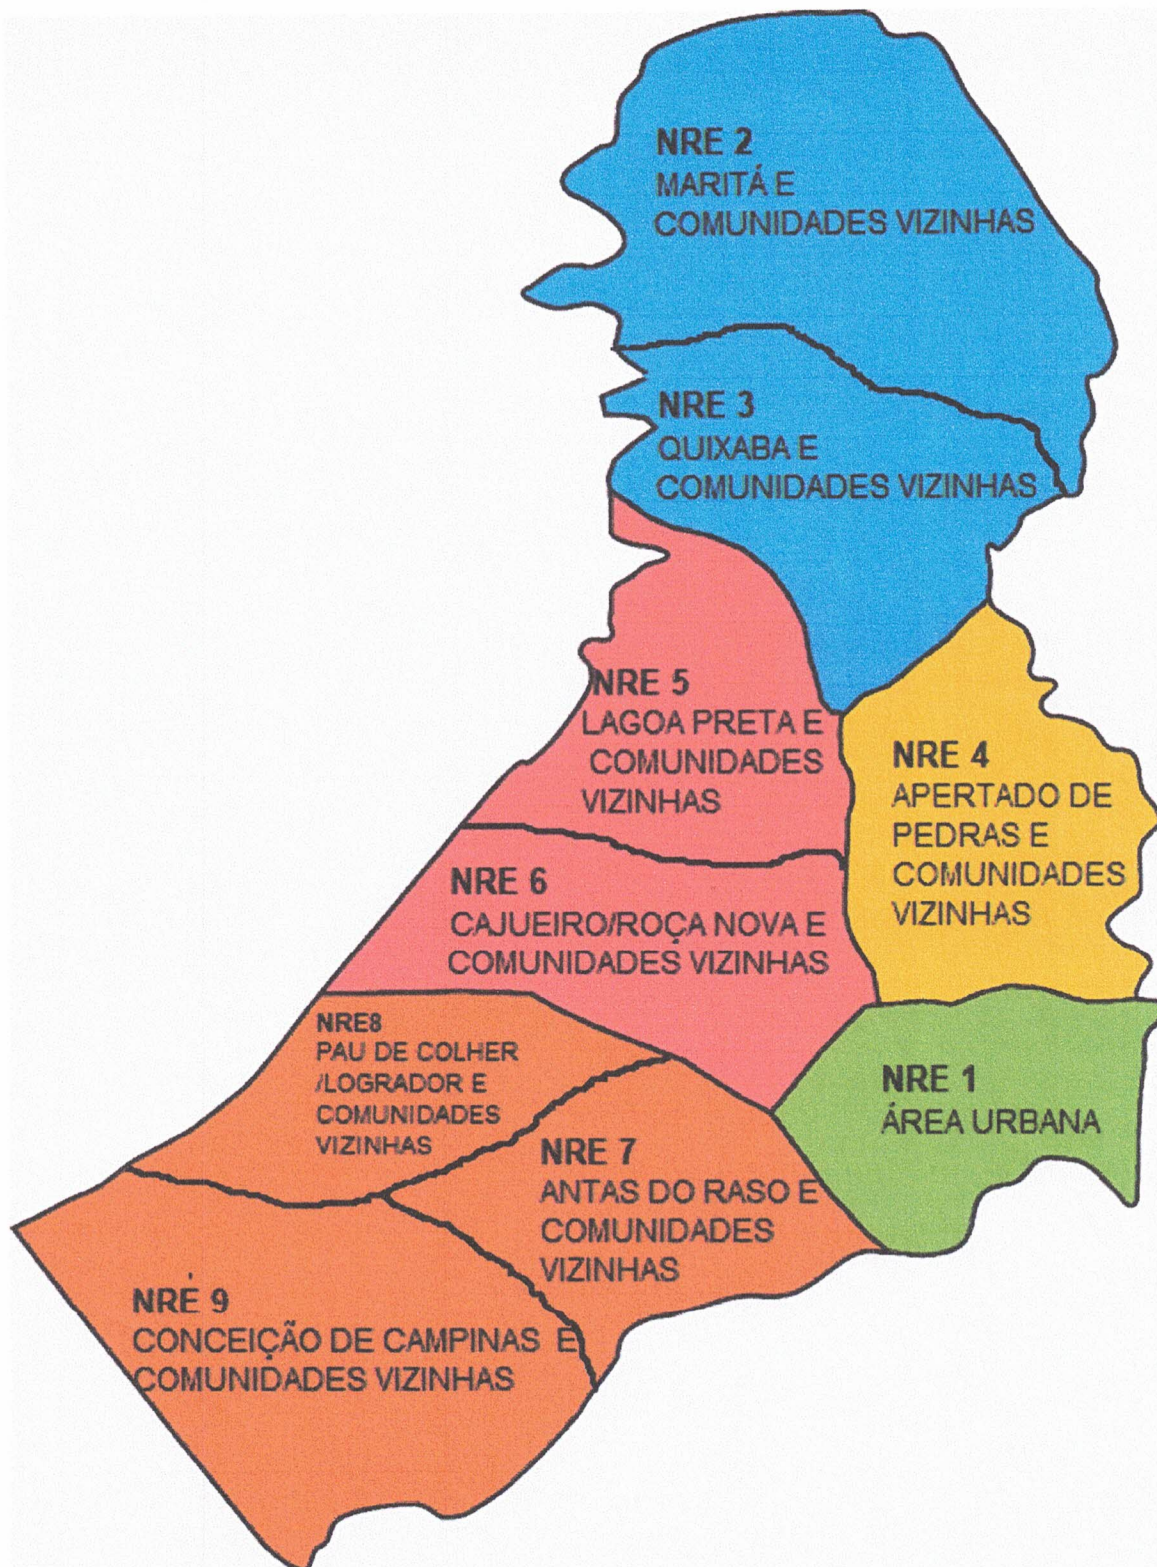 NRE 2
MARITÁ E
COMUNIDADES VIZINHAS
NRE 3
QUIXABA E
COMUNIDADES VIZINHAS
NRE 5
LAGOA PRETA E
COMUNIDADES
VIZINHAS
NRE 4
APERTADO DE
PEDRAS E
COMUNIDADES
VIZINHAS
NRE 6
CAJUEIRO/ROÇA NOVA E
COMUNIDADES VIZINHAS
NRE8
PAU DE COLHER
/LOGRADOR E
COMUNIDADES
VIZINHAS
NRE 1
ÁREA URBANA
NRE 7
ANTAS DO RASO E
COMUNIDADES
VIZINHAS
NRE 9
CONCEIÇÃO DE CAMPINAS E
COMUNIDADES VIZINHAS